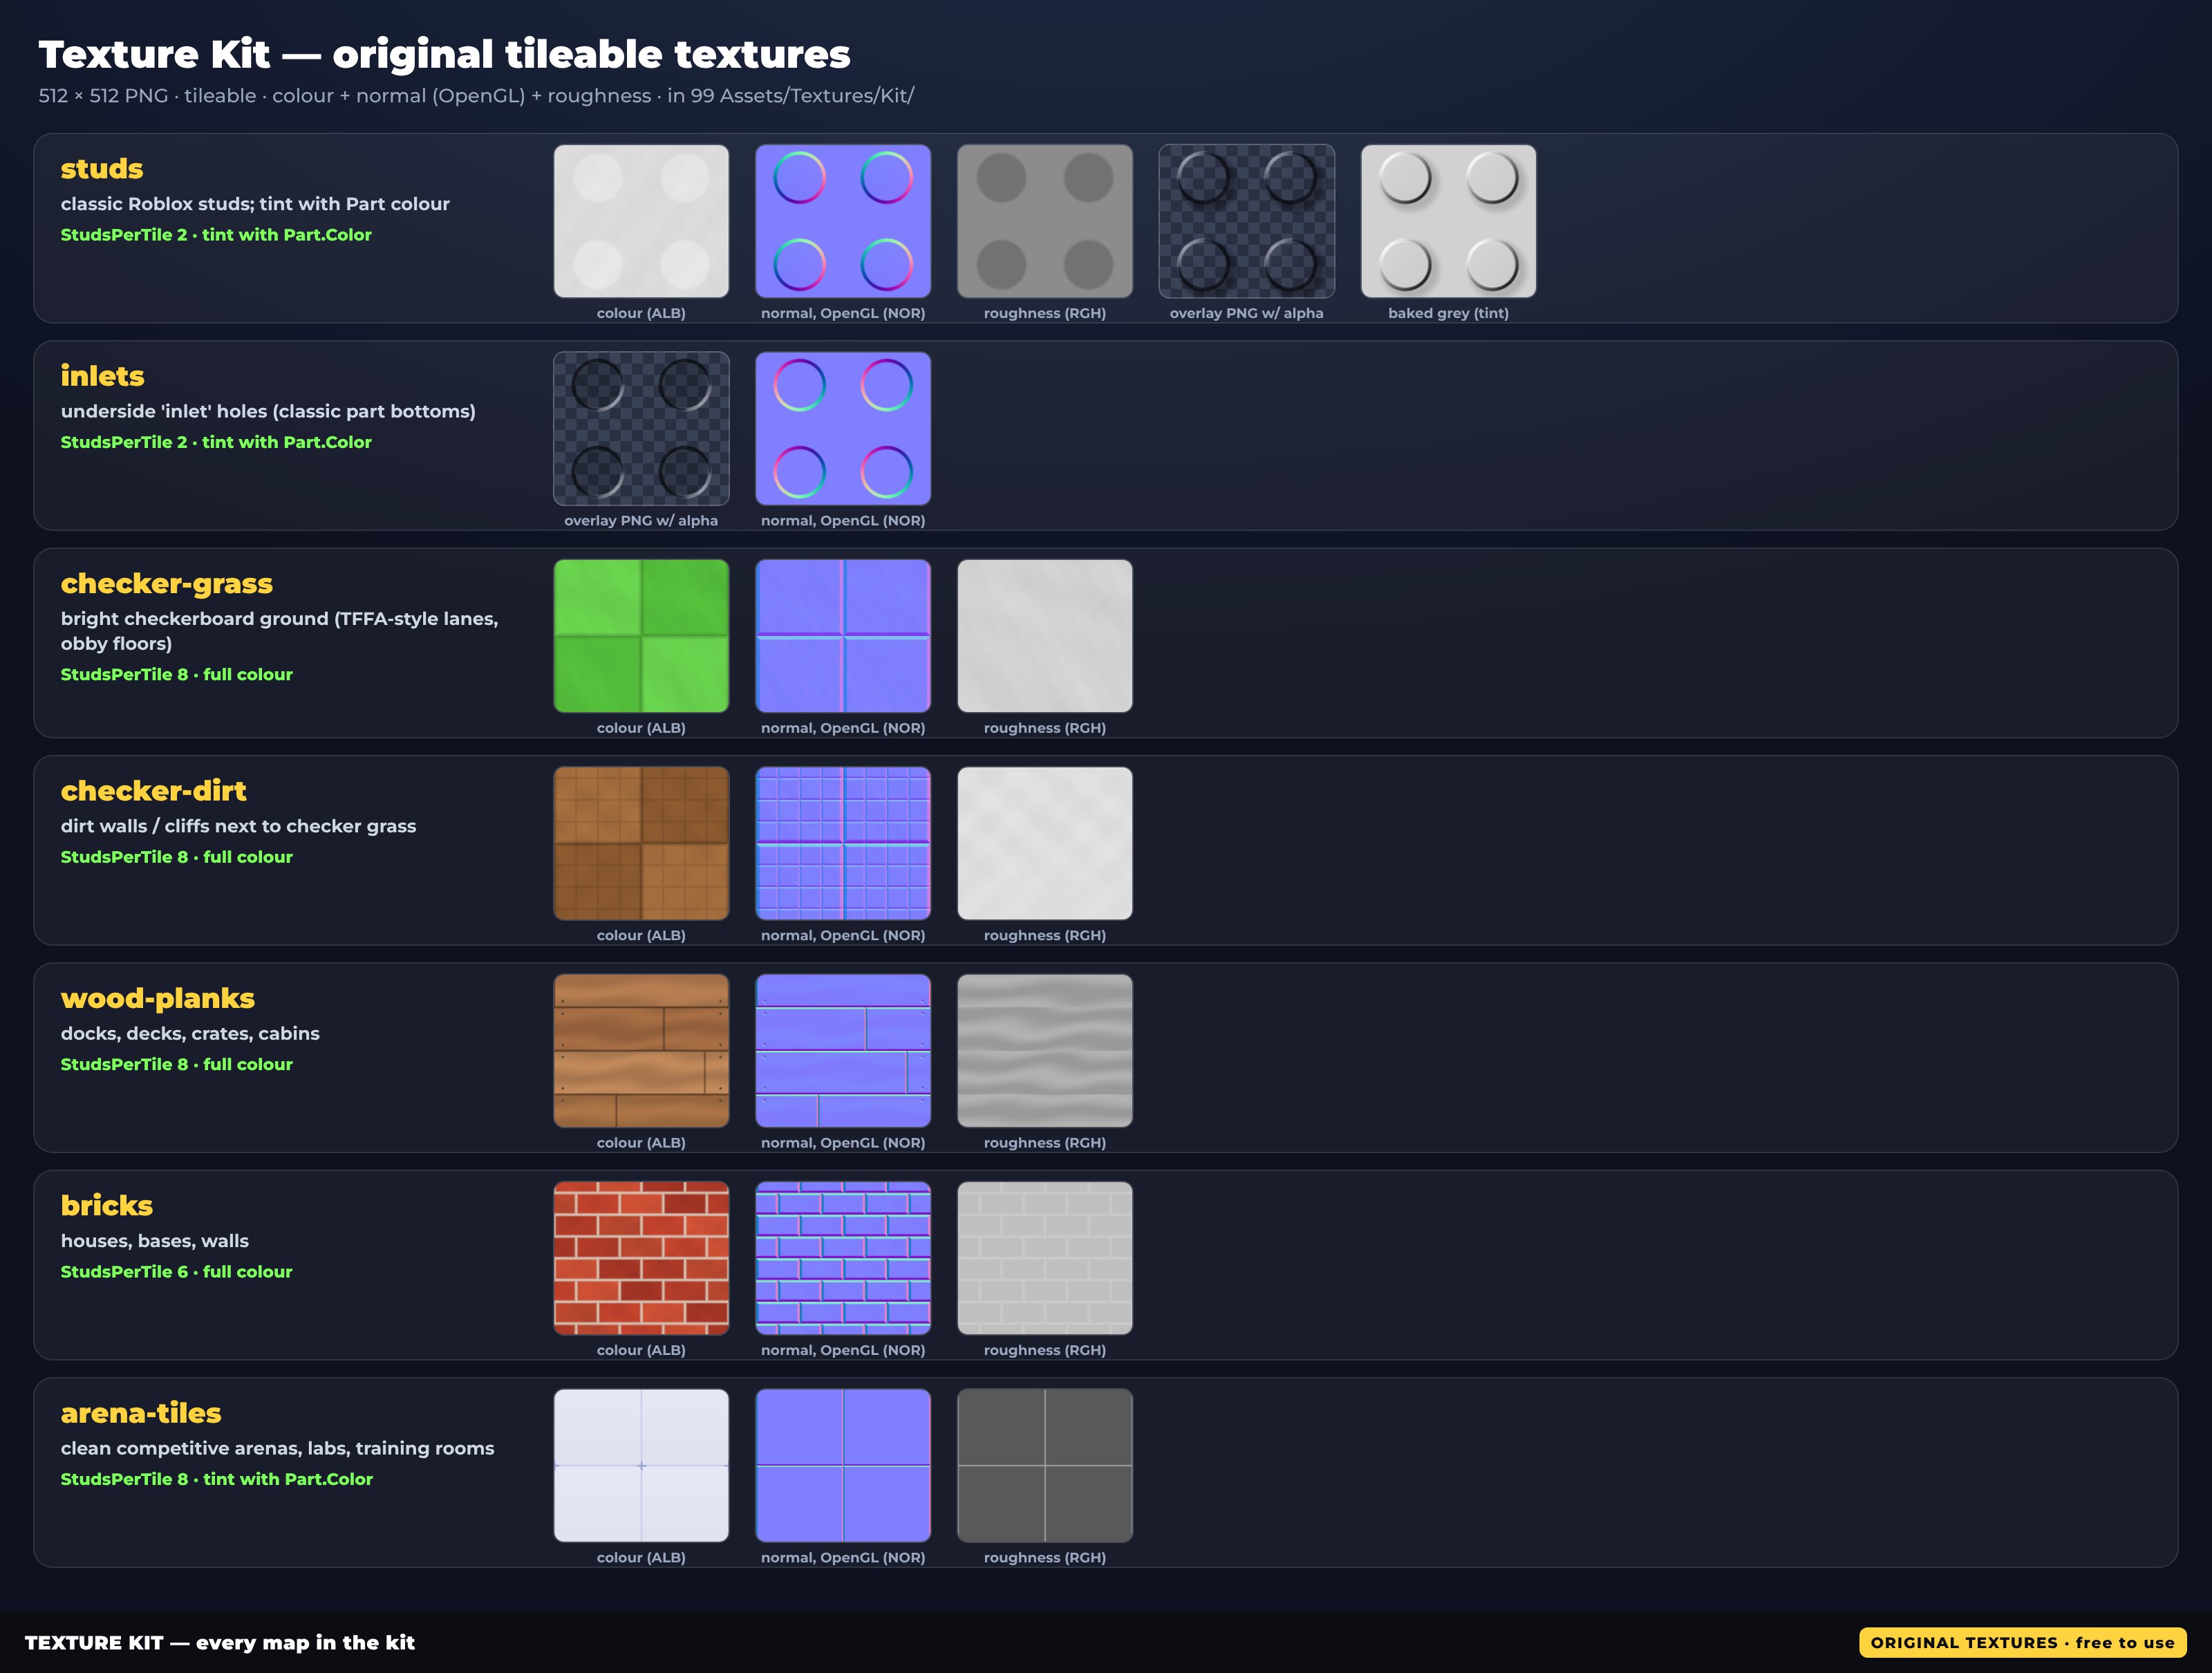 Texture Kit — original tileable textures
512 × 512 PNG · tileable · colour + normal (OpenGL) + roughness · in 99 Assets/Textures/Kit/
studs
classic Roblox studs; tint with Part colour
StudsPerTile 2 · tint with Part.Color
colour (ALB)
normal, OpenGL (NOR)
roughness (RGH)
overlay PNG w/ alpha
baked grey (tint)
inlets
underside 'inlet' holes (classic part bottoms)
StudsPerTile 2 · tint with Part.Color
overlay PNG w/ alpha
normal, OpenGL (NOR)
checker-grass
bright checkerboard ground (TFFA-style lanes,
obby floors)
StudsPerTile 8 · full colour
colour (ALB)
normal, OpenGL (NOR)
roughness (RGH)
checker-dirt
dirt walls / cliffs next to checker grass
StudsPerTile 8 · full colour
colour (ALB)
normal, OpenGL (NOR)
roughness (RGH)
wood-planks
docks, decks, crates, cabins
StudsPerTile 8 · full colour
colour (ALB)
normal, OpenGL (NOR)
roughness (RGH)
bricks
houses, bases, walls
StudsPerTile 6 · full colour
colour (ALB)
normal, OpenGL (NOR)
roughness (RGH)
arena-tiles
clean competitive arenas, labs, training rooms
StudsPerTile 8 · tint with Part.Color
colour (ALB)
normal, OpenGL (NOR)
roughness (RGH)
TEXTURE KIT — every map in the kit
ORIGINAL TEXTURES · free to use